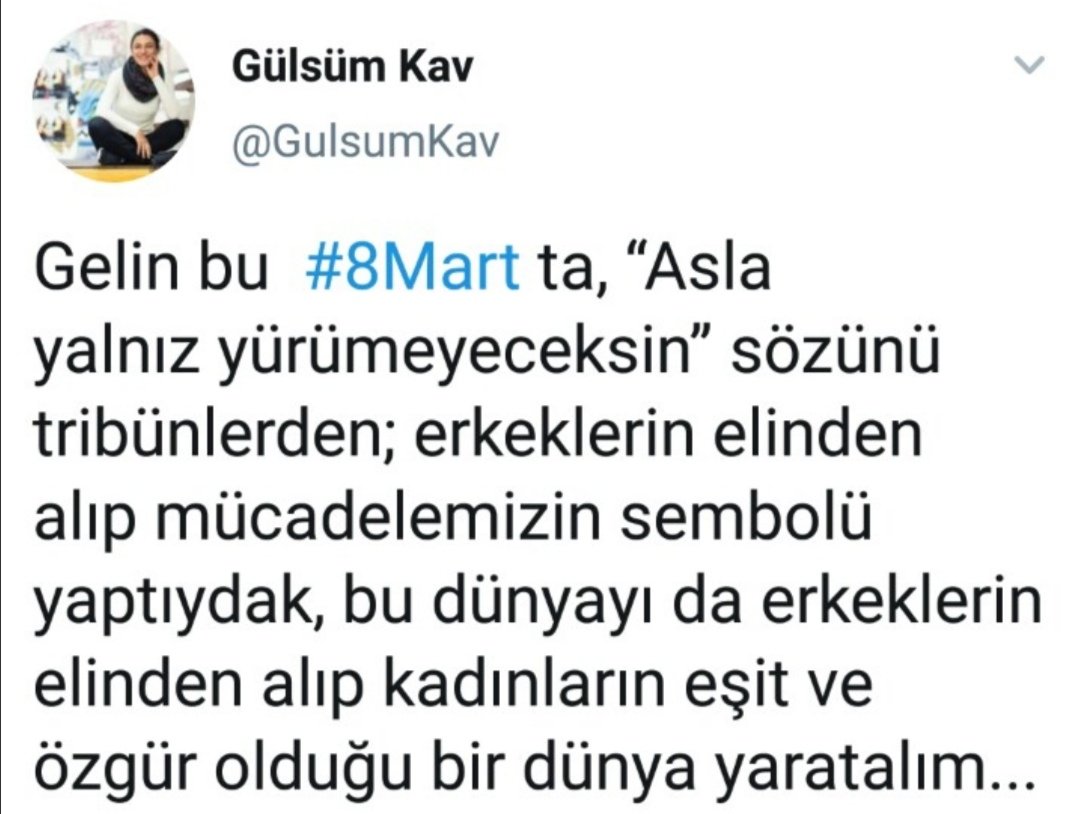 Gülsüm Kav
@GulsumKav
Gelin bu #8Mart ta, “Asla
yalnız yürümeyeceksin” sözünü
tribünlerden; erkeklerin elinden
alıp mücadelemizin sembolü
yaptıydak, bu dünyayı da erkeklerin
elinden alıp kadınların eşit ve
özgür olduğu bir dünya yaratalım...